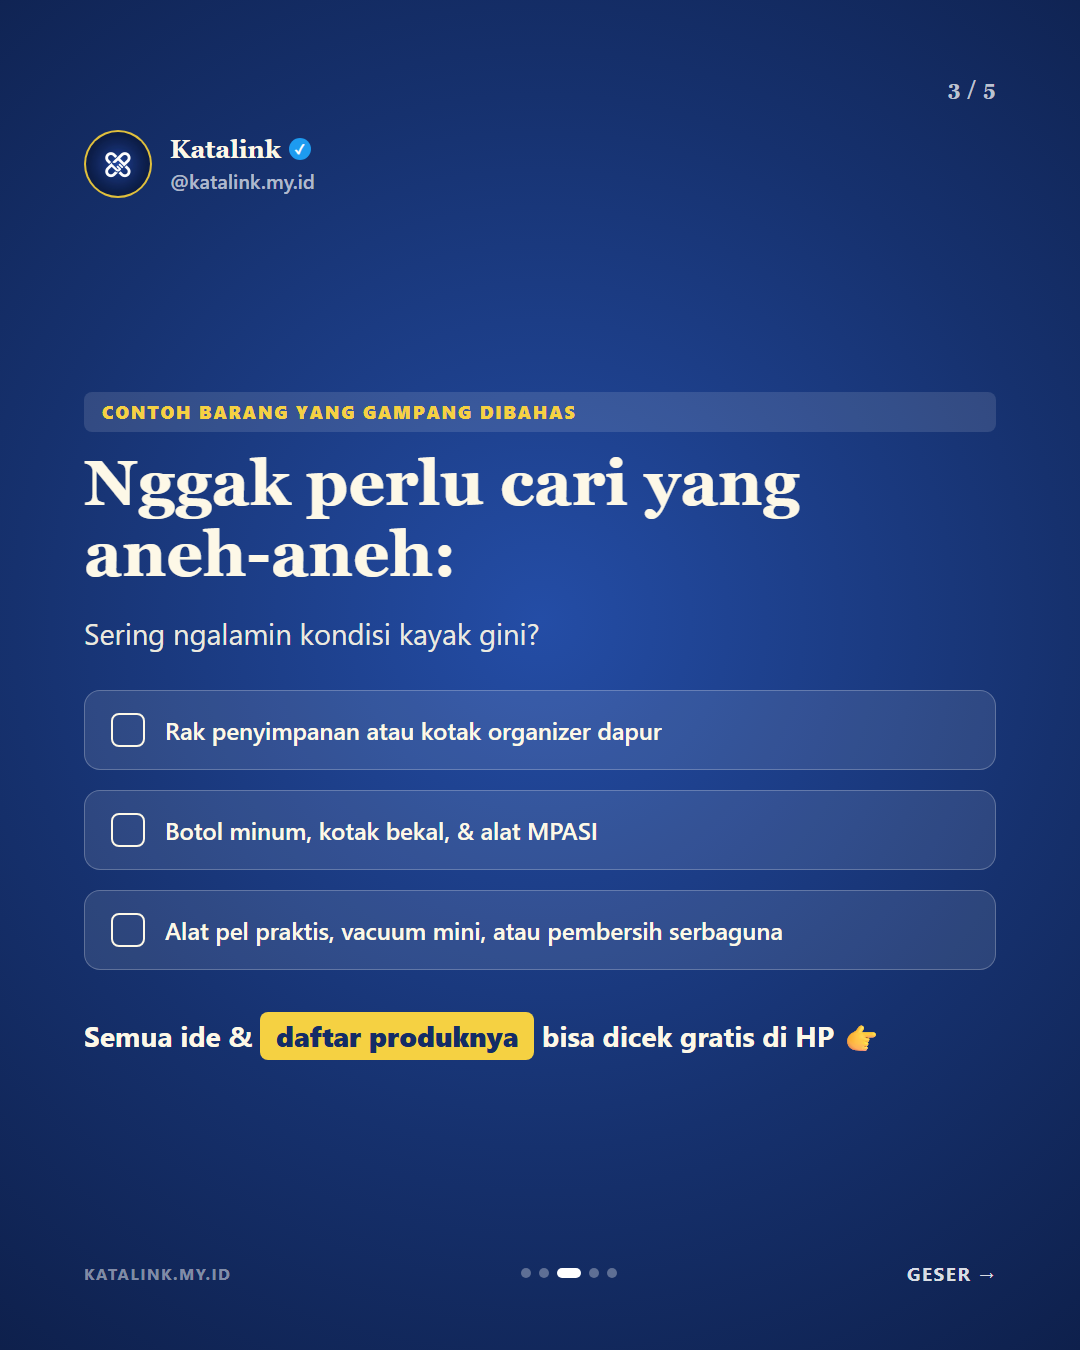 3 / 5
Katalink
@katalink.my.id
CONTOH BARANG YANG GAMPANG DIBAHAS
Nggak perlu cari yang
aneh-aneh:
Sering ngalamin kondisi kayak gini?
Rak penyimpanan atau kotak organizer dapur
Botol minum, kotak bekal, & alat MPASI
Alat pel praktis, vacuum mini, atau pembersih serbaguna
Semua ide & daftar produknya bisa dicek gratis di HP 👉
KATALINK.MY.ID
GESER →